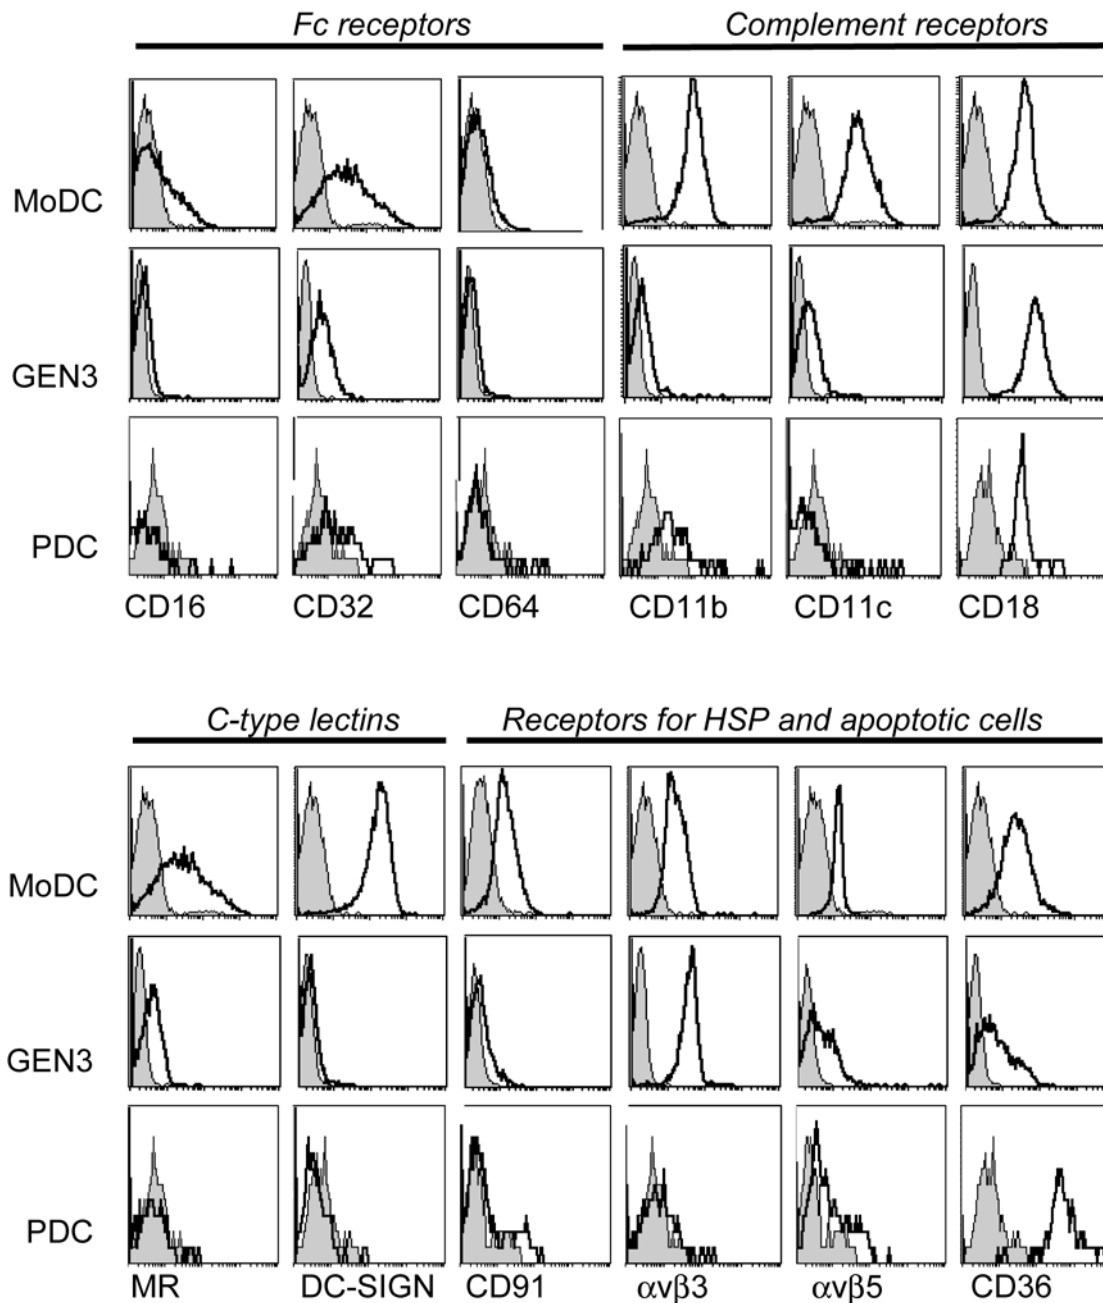 Fc receptors Complement receptors
MoDC
GEN3
PDC
CD16 CD32 CD64 CD11b CD11c CD18
C-type lectins Receptors for HSP and apoptotic cells
MoDC
GEN3
PDC
MR DC-SIGN CD91 αvβ3 αvβ5 CD36